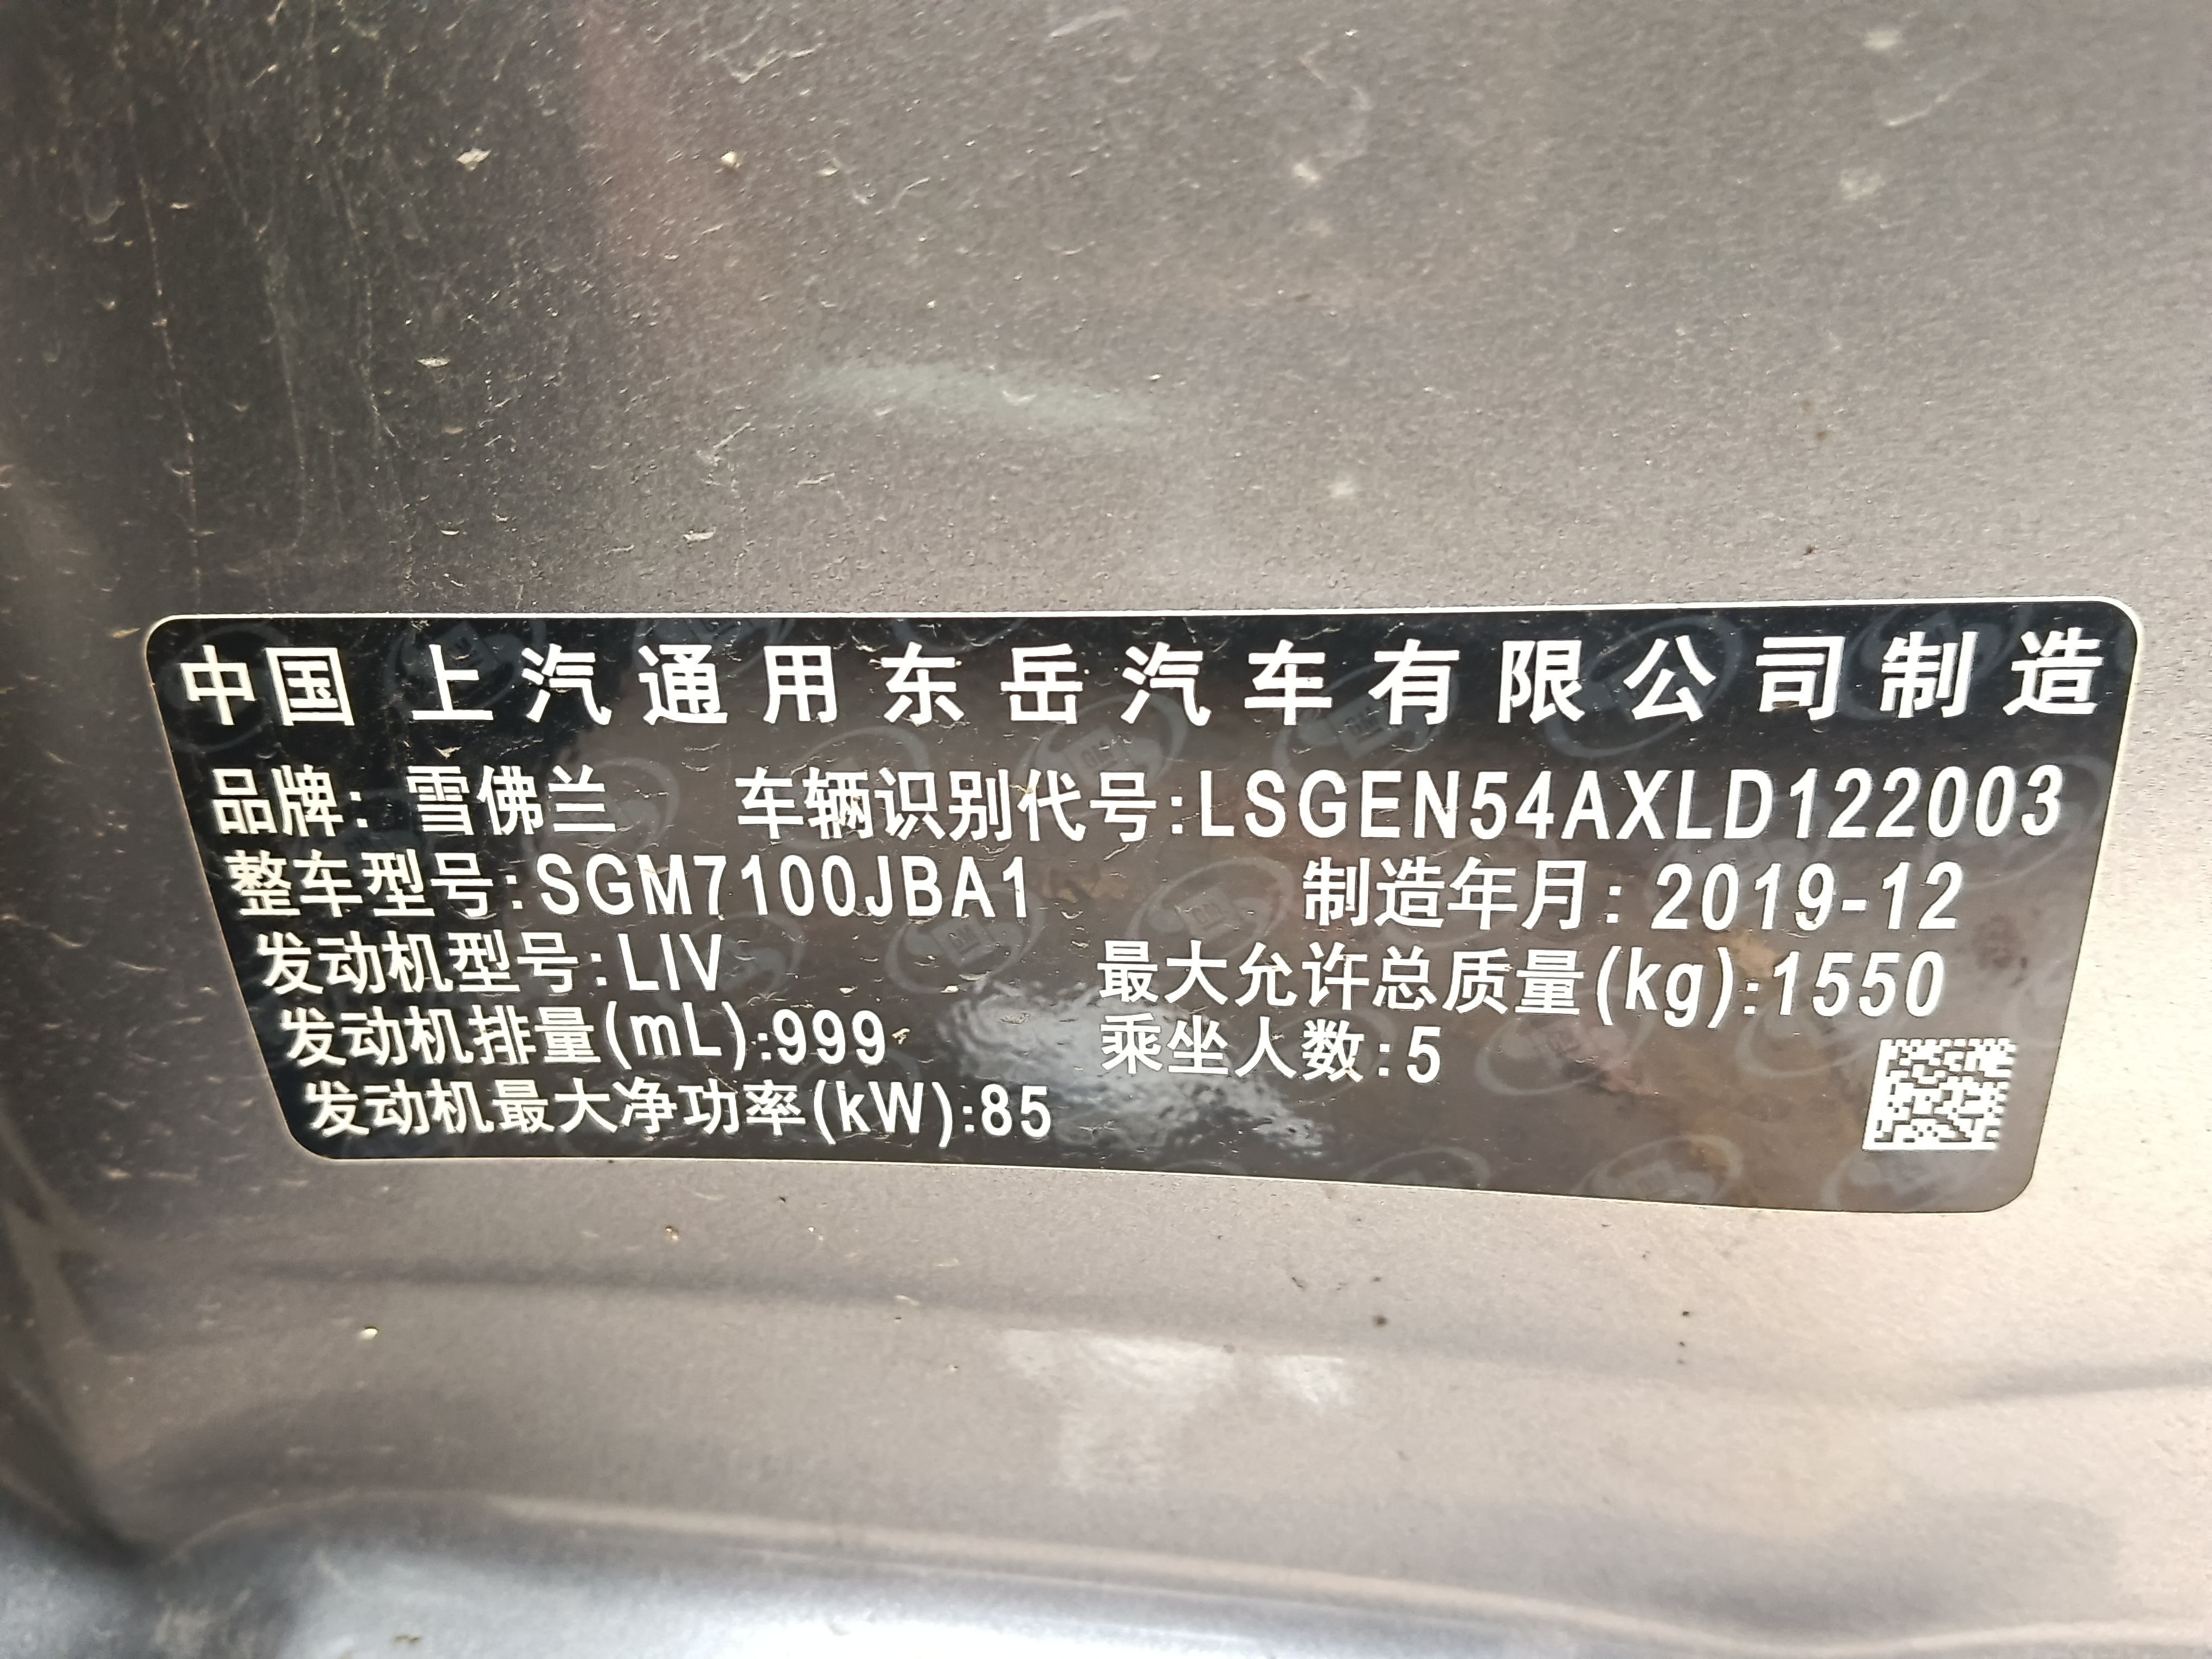 中国 上汽通用东岳汽车有限公司制造
品牌: 雪佛兰 车辆识别代号:LSGEN54AXLD122003
整车型号:SGM7100JBA1 制造年月: 2019-12
发动机型号:LIV 最大允许总质量(kg):1550
发动机排量(mL):999 乘坐人数:5
发动机最大净功率(kW):85